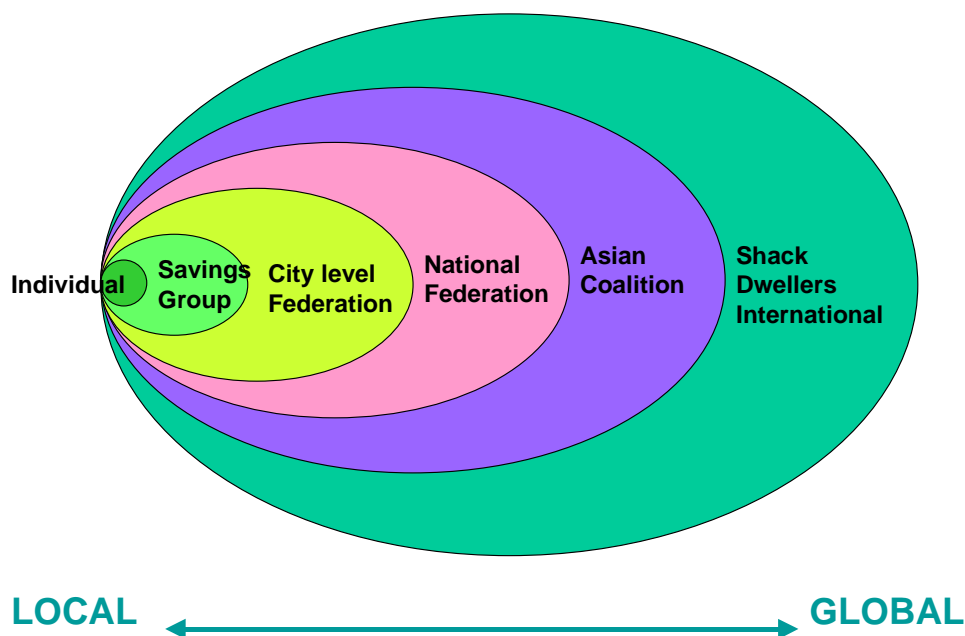 Individual
Savings
Group
City level
Federation
National
Federation
Asian
Coalition
Shack
Dwellers
International
LOCAL
GLOBAL